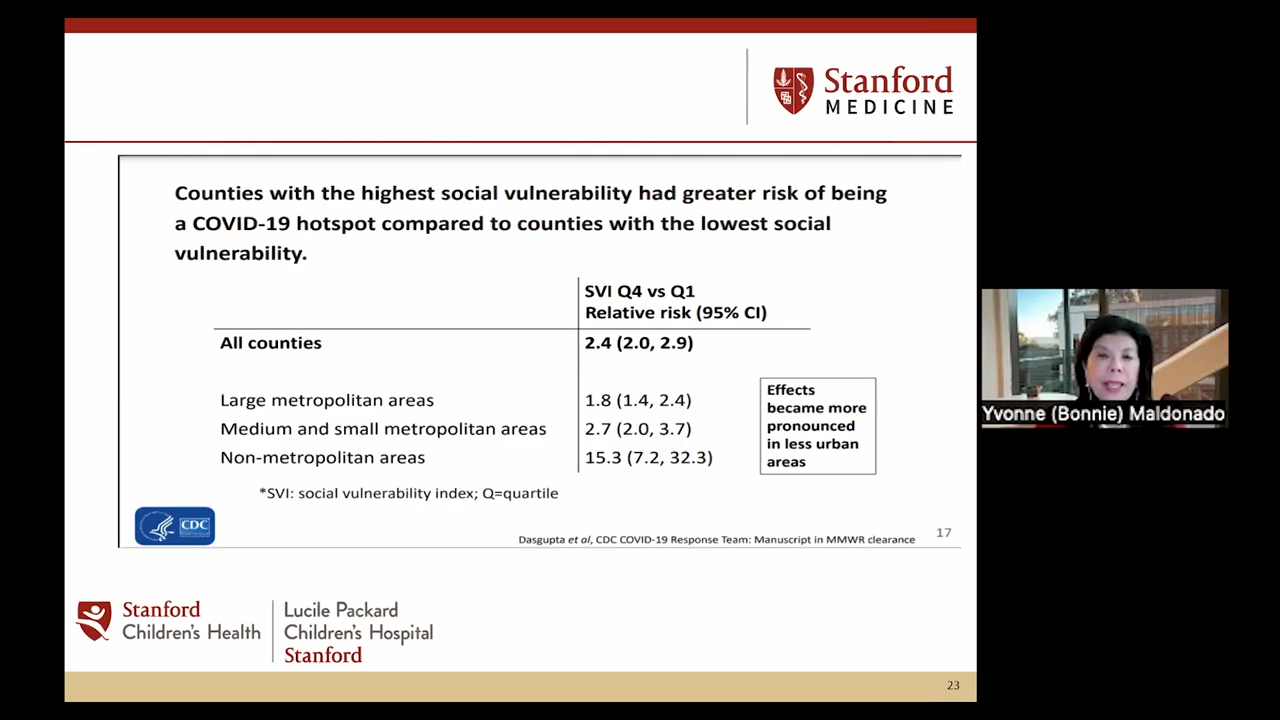 Stanford
MEDICINE
Counties with the highest social vulnerability had greater risk of being
a COVID-19 hotspot compared to counties with the lowest social
vulnerability.
SVI Q4 vs Q1
Relative risk (95% CI)
All counties 2.4 (2.0, 2.9)
Large metropolitan areas 1.8 (1.4, 2.4)
Medium and small metropolitan areas 2.7 (2.0, 3.7)
Non-metropolitan areas 15.3 (7.2, 32.3)
Effects
became more
pronounced
in less urban
areas
*SVI: social vulnerability index; Q=quartile
CDC
Dasgupta et al, CDC COVID-19 Response Team: Manuscript in MMWR clearance
17
Stanford
Children's Health
Lucile Packard
Children's Hospital
Stanford
23
Yvonne (Bonnie) Maldonado